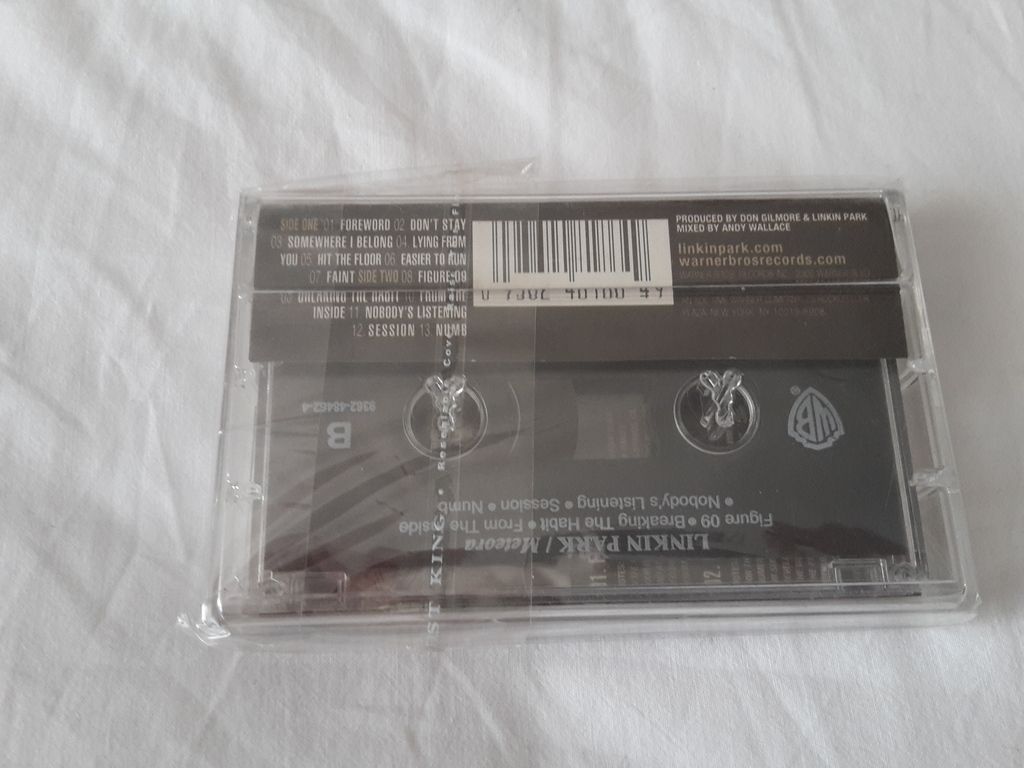 SIDE ONE 01 FOREWORD 02 DON'T STAY
03 SOMEWHERE I BELONG 04 LYING FROM
YOU 05 HIT THE FLOOR 06 EASIER TO RUN
07 FAINT SIDE TWO 08 FIGURE.09
09 BREAKING THE HABIT 10 FROM THE
INSIDE 11 NOBODY'S LISTENING
12 SESSION 13 NUMB
PRODUCED BY DON GILMORE & LINKIN PARK
MIXED BY ANDY WALLACE
linkinpark.com
warnerbrosrecords.com
9362-48462-4
B
WB
®
LINKIN PARK / Meteora
Figure 09 • Breaking The Habit • From The Inside
• Nobody's Listening • Session • Numb
KING •